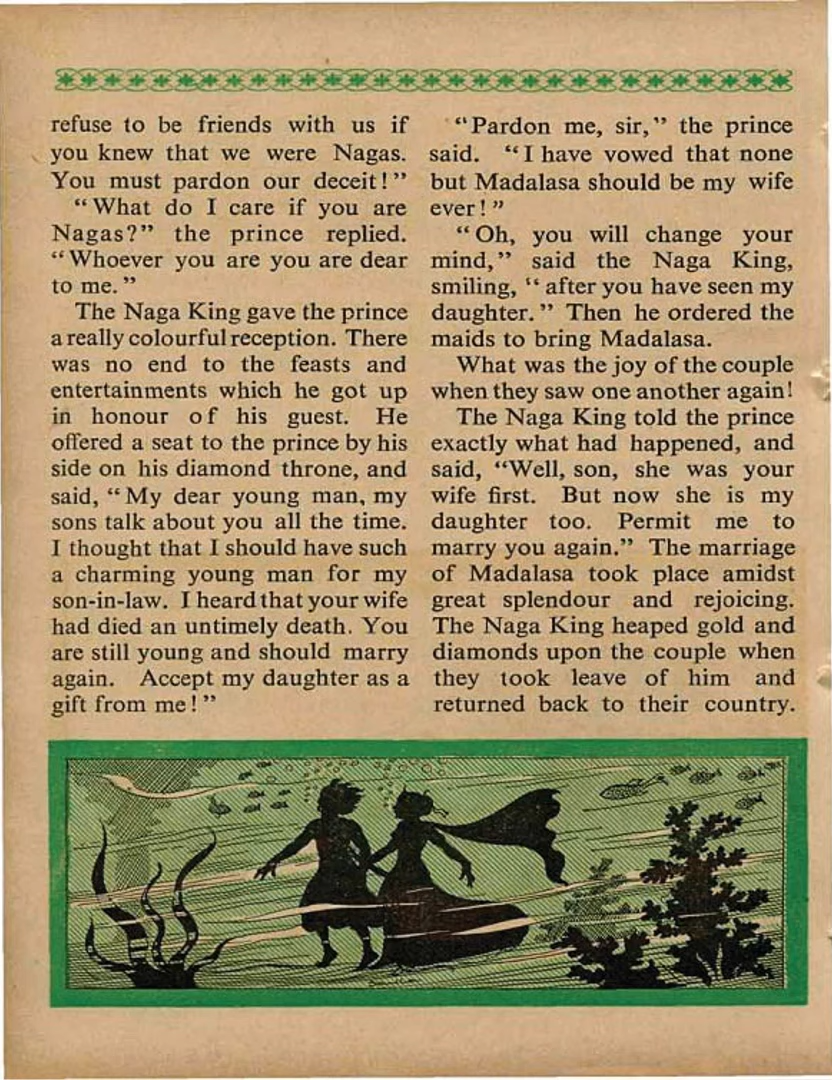 refuse to be friends with us if
you knew that we were Nagas.
You must pardon our deceit!"
"What do I care if you are
Nagas?" the prince replied.
"Whoever you are you are dear
to me."
The Naga King gave the prince
a really colourful reception. There
was no end to the feasts and
entertainments which he got up
in honour of his guest. He
offered a seat to the prince by his
side on his diamond throne, and
said, "My dear young man, my
sons talk about you all the time.
I thought that I should have such
a charming young man for my
son-in-law. I heard that your wife
had died an untimely death. You
are still young and should marry
again. Accept my daughter as a
gift from me!"
"Pardon me, sir," the prince
said. "I have vowed that none
but Madalasa should be my wife
ever!"
"Oh, you will change your
mind," said the Naga King,
smiling, "after you have seen my
daughter." Then he ordered the
maids to bring Madalasa.
What was the joy of the couple
when they saw one another again!
The Naga King told the prince
exactly what had happened, and
said, "Well, son, she was your
wife first. But now she is my
daughter too. Permit me to
marry you again." The marriage
of Madalasa took place amidst
great splendour and rejoicing.
The Naga King heaped gold and
diamonds upon the couple when
they took leave of him and
returned back to their country.